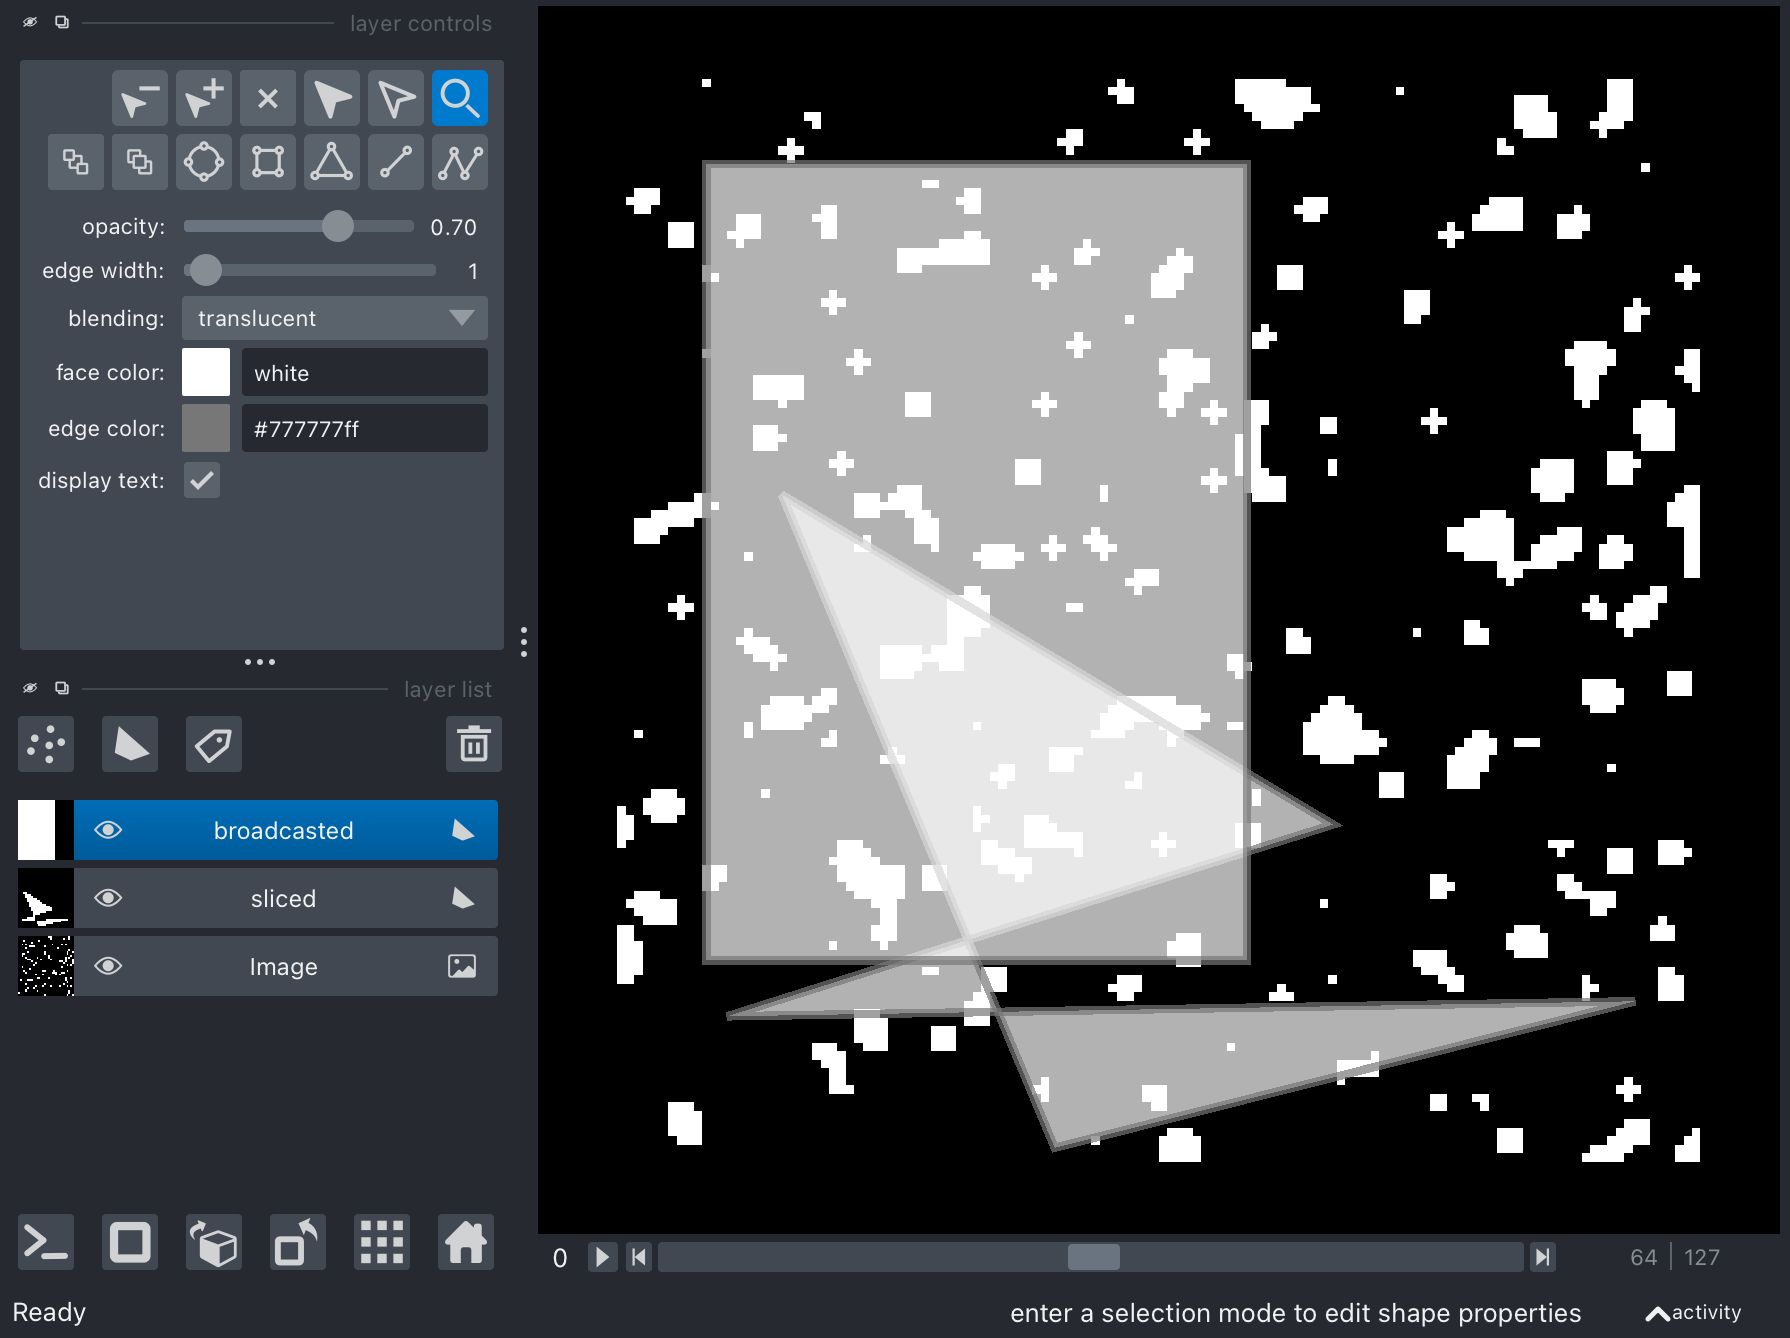 layer controls
opacity: 0.70
edge width: 1
blending: translucent
face color: white
edge color: #777777ff
display text:
layer list
broadcasted
sliced
Image
0 64 127
Ready enter a selection mode to edit shape properties activity